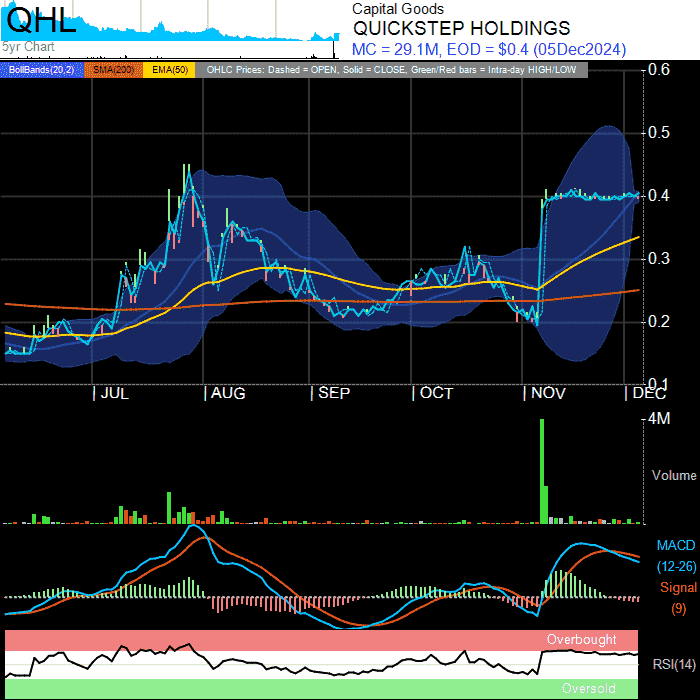 QHL
5yr Chart
Capital Goods
QUICKSTEP HOLDINGS
MC = 29.1M, EOD = $0.4 (05Dec2024)
BollBands(20,2) SMA(200) EMA(50) OHLC Prices: Dashed = OPEN, Solid = CLOSE, Green/Red bars = Intra-day HIGH/LOW
0.6
0.5
0.4
0.3
0.2
0.1
JUL AUG SEP OCT NOV DEC
4M
Volume
MACD
(12-26)
Signal
(9)
Overbought
RSI(14)
Oversold